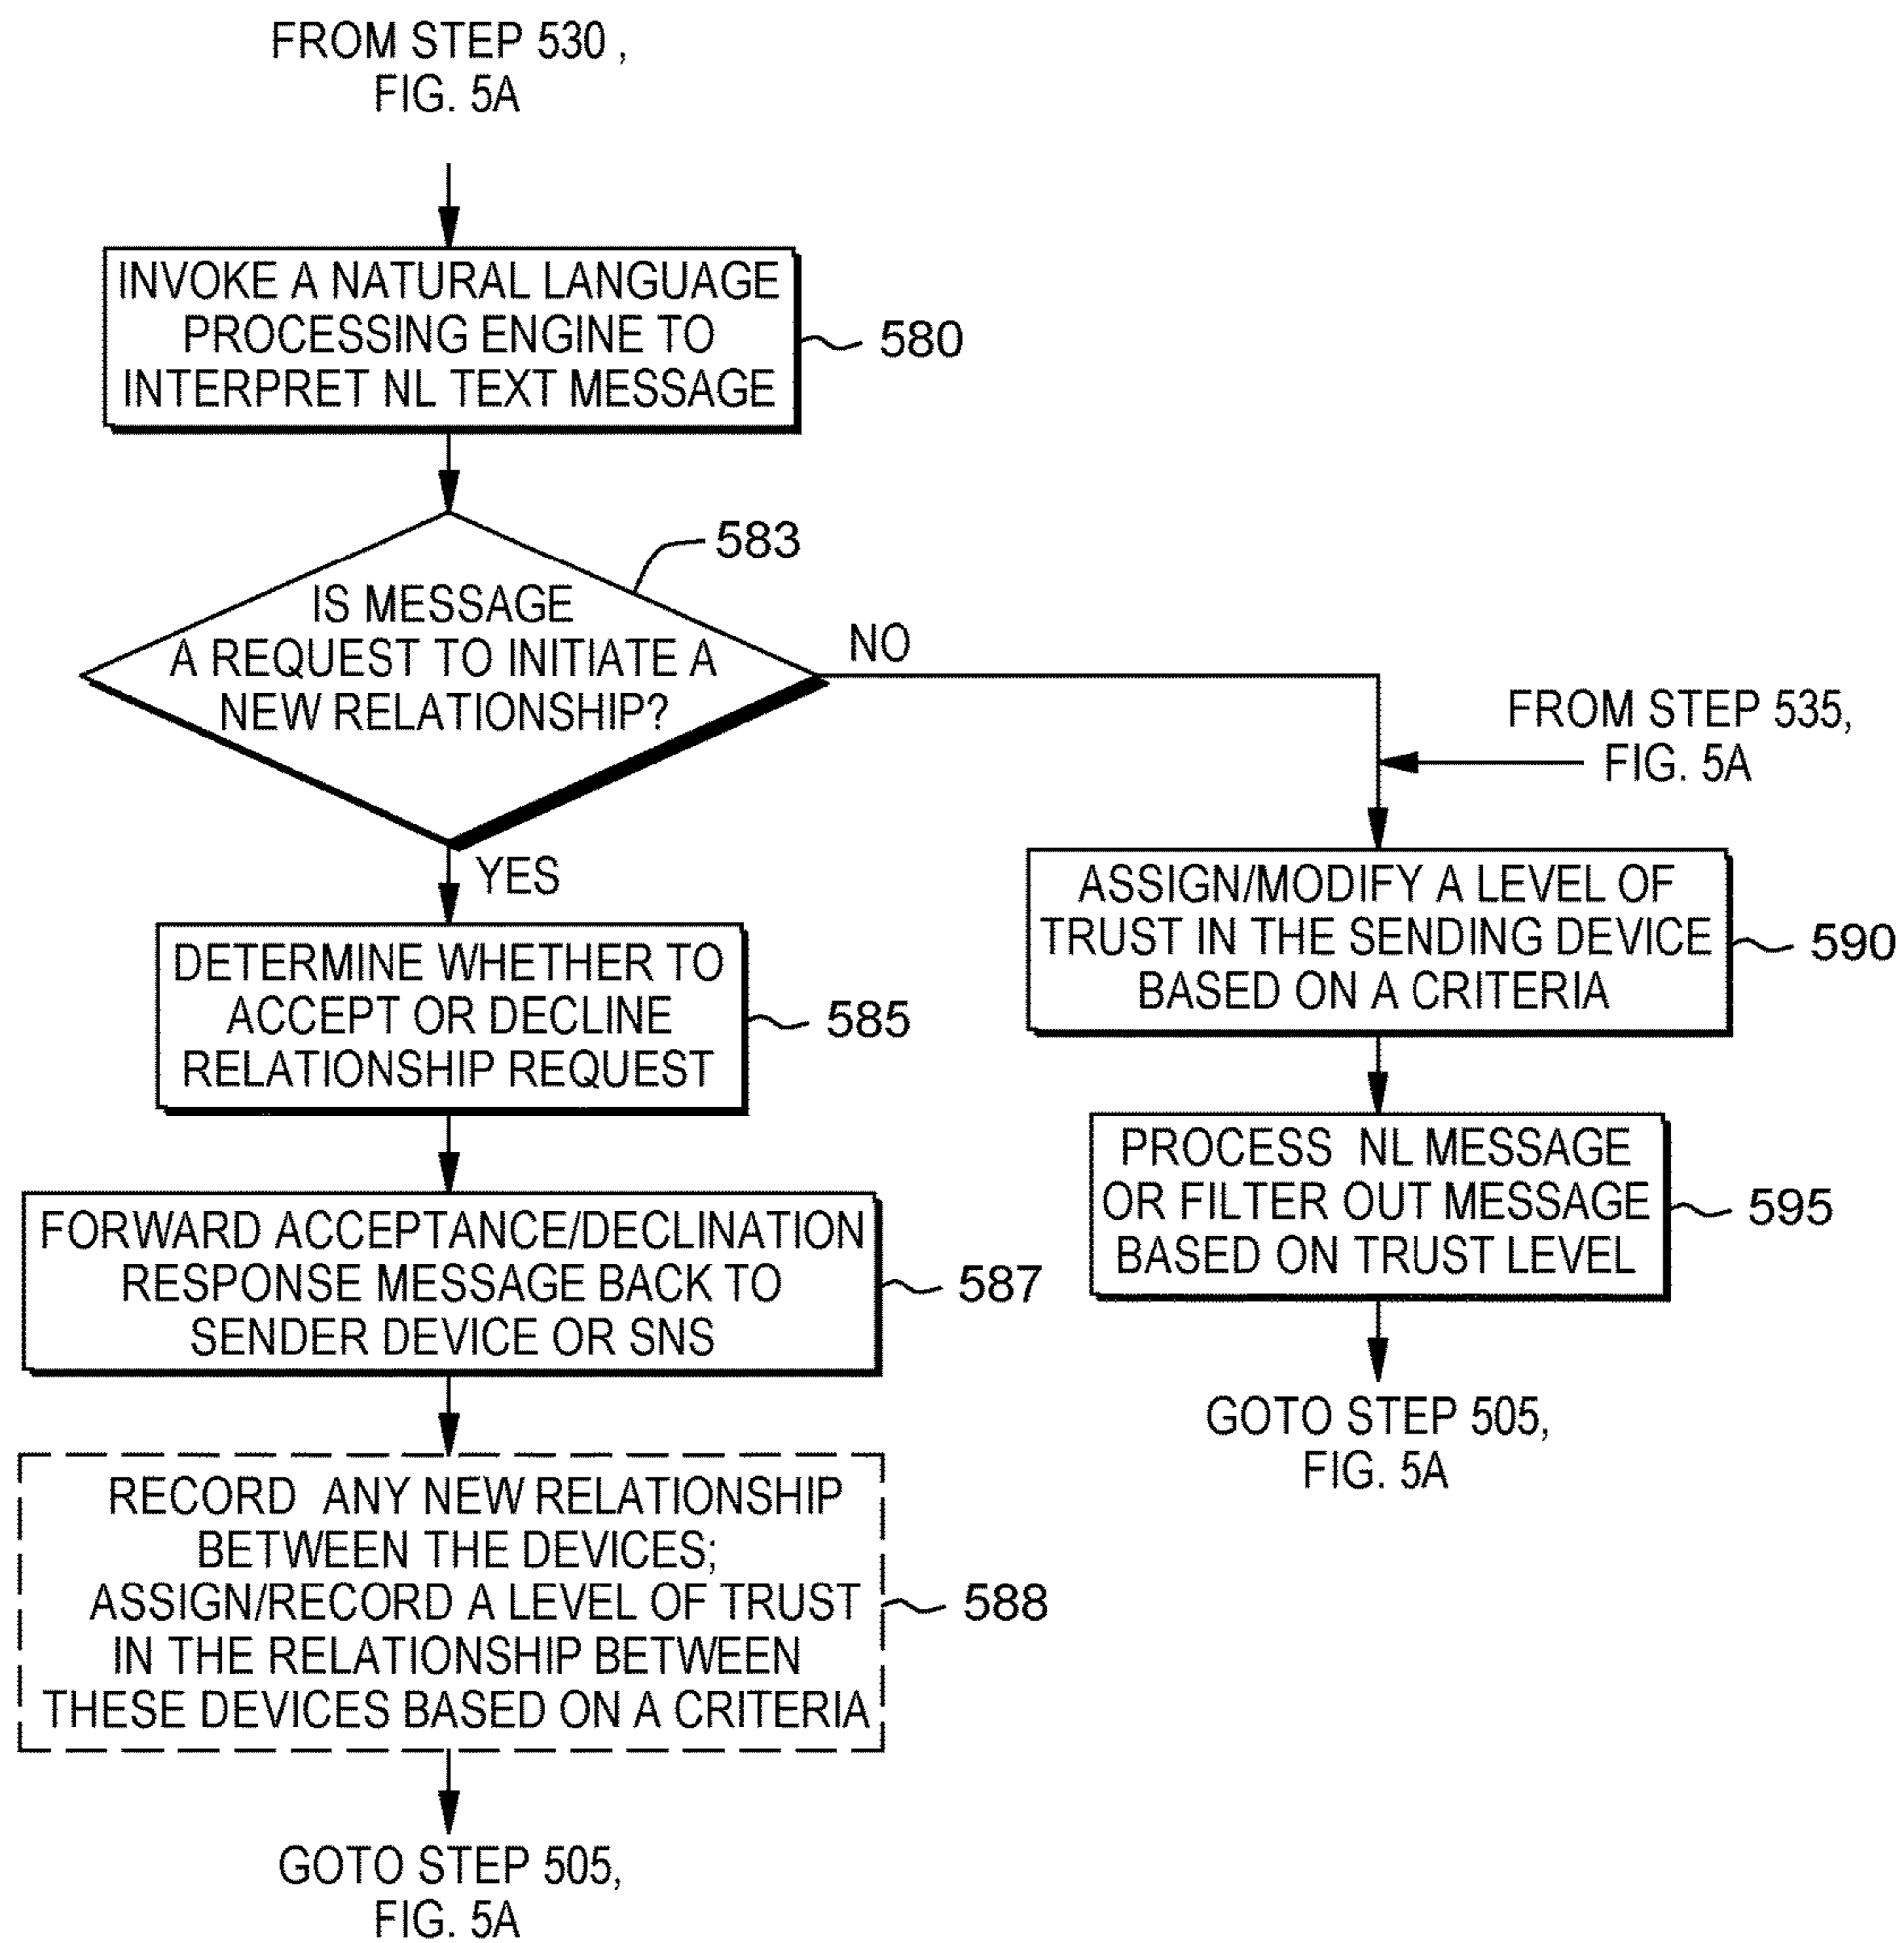 FROM STEP 530,
FIG. 5A
INVOKE A NATURAL LANGUAGE
PROCESSING ENGINE TO
INTERPRET NL TEXT MESSAGE
580
583
IS MESSAGE
A REQUEST TO INITIATE A
NEW RELATIONSHIP?
NO
FROM STEP 535,
FIG. 5A
YES
DETERMINE WHETHER TO
ACCEPT OR DECLINE
RELATIONSHIP REQUEST
585
ASSIGN/MODIFY A LEVEL OF
TRUST IN THE SENDING DEVICE
BASED ON A CRITERIA
590
FORWARD ACCEPTANCE/DECLINATION
RESPONSE MESSAGE BACK TO
SENDER DEVICE OR SNS
587
PROCESS NL MESSAGE
OR FILTER OUT MESSAGE
BASED ON TRUST LEVEL
595
GOTO STEP 505,
FIG. 5A
RECORD ANY NEW RELATIONSHIP
BETWEEN THE DEVICES;
ASSIGN/RECORD A LEVEL OF TRUST
IN THE RELATIONSHIP BETWEEN
THESE DEVICES BASED ON A CRITERIA
588
GOTO STEP 505,
FIG. 5A